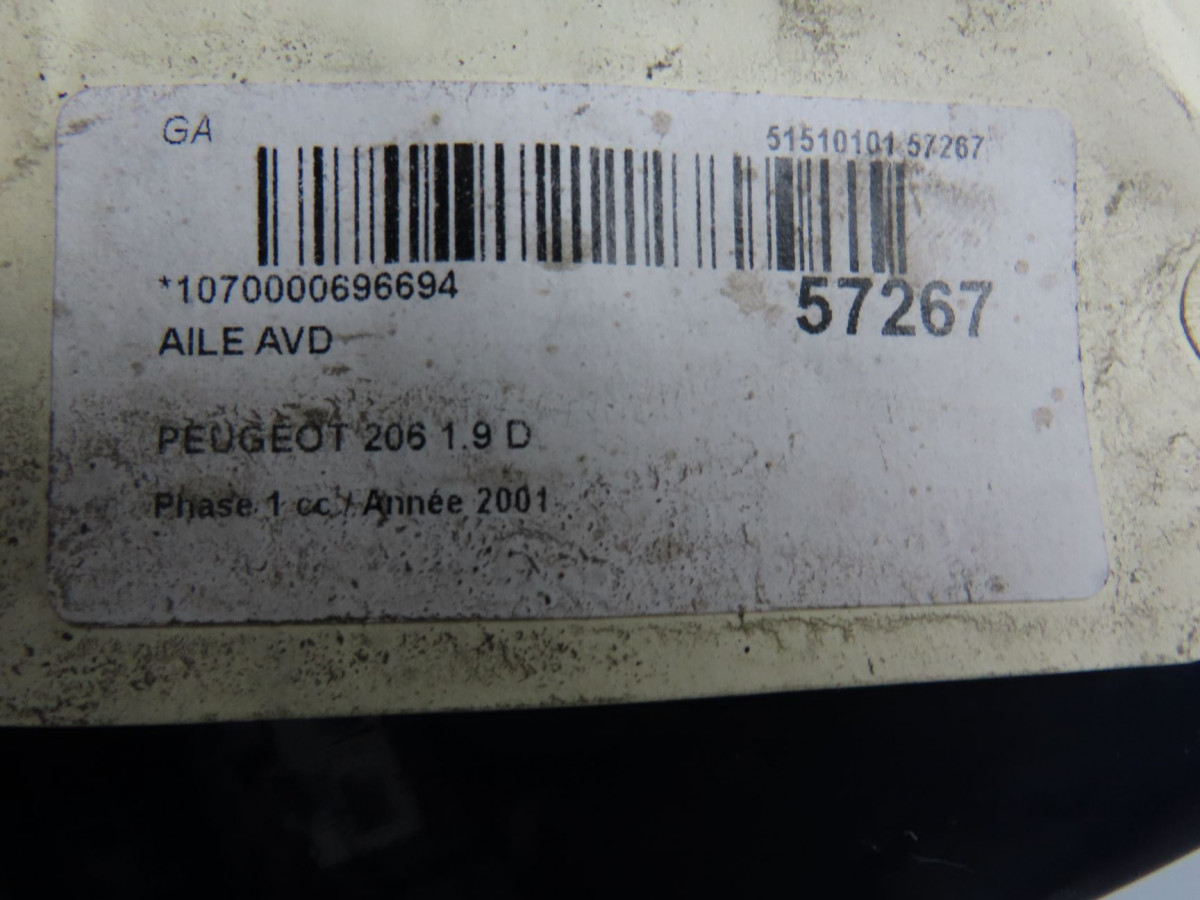 GA
51510101 57267
*1070000696694
57267
AILE AVD
PEUGEOT 206 1.9 D
Phase 1 cc / Année 2001